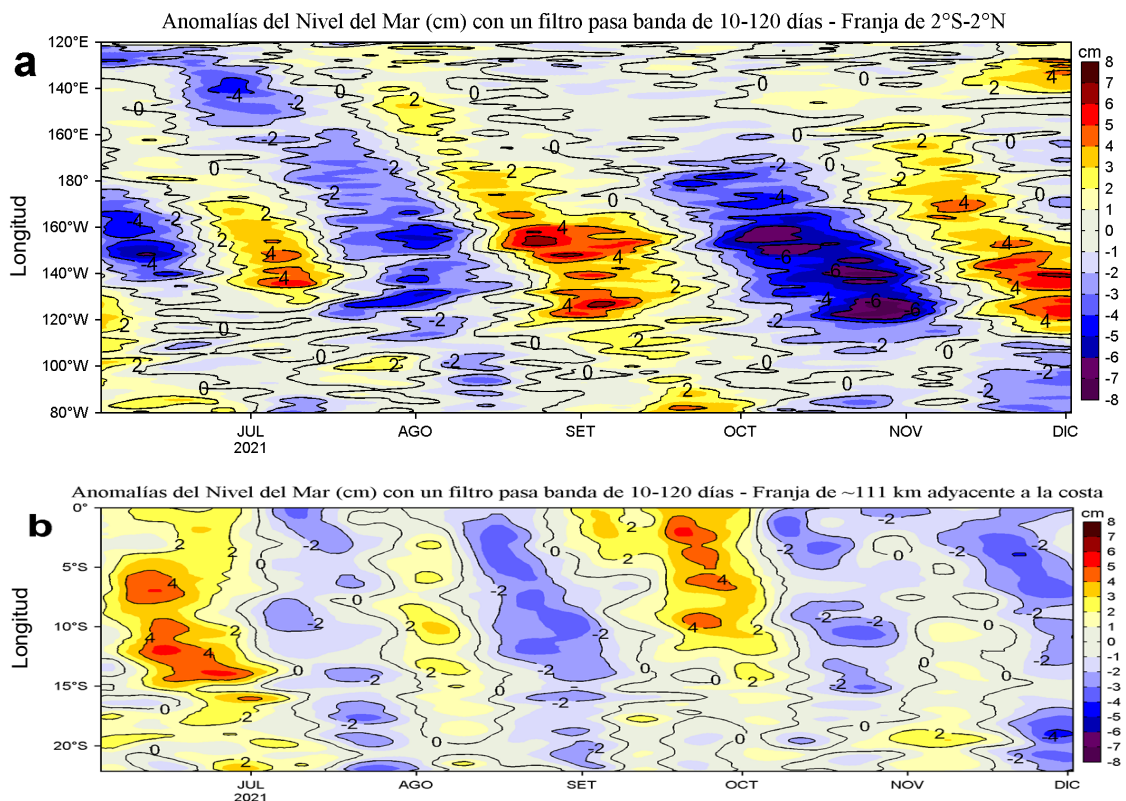 Anomalías del Nivel del Mar (cm) con un filtro pasa banda de 10-120 días - Franja de 2°S-2°N
a
cm
Longitud
120°E
140°E
160°E
180°
160°W
140°W
120°W
100°W
80°W
JUL
2021
AGO
SET
OCT
NOV
DIC
8
7
6
5
4
3
2
1
0
-1
-2
-3
-4
-5
-6
-7
-8
Anomalías del Nivel del Mar (cm) con un filtro pasa banda de 10-120 días - Franja de ~111 km adyacente a la costa
b
cm
Longitud
0°
5°S
10°S
15°S
20°S
JUL
2021
AGO
SET
OCT
NOV
DIC
8
7
6
5
4
3
2
1
0
-1
-2
-3
-4
-5
-6
-7
-8